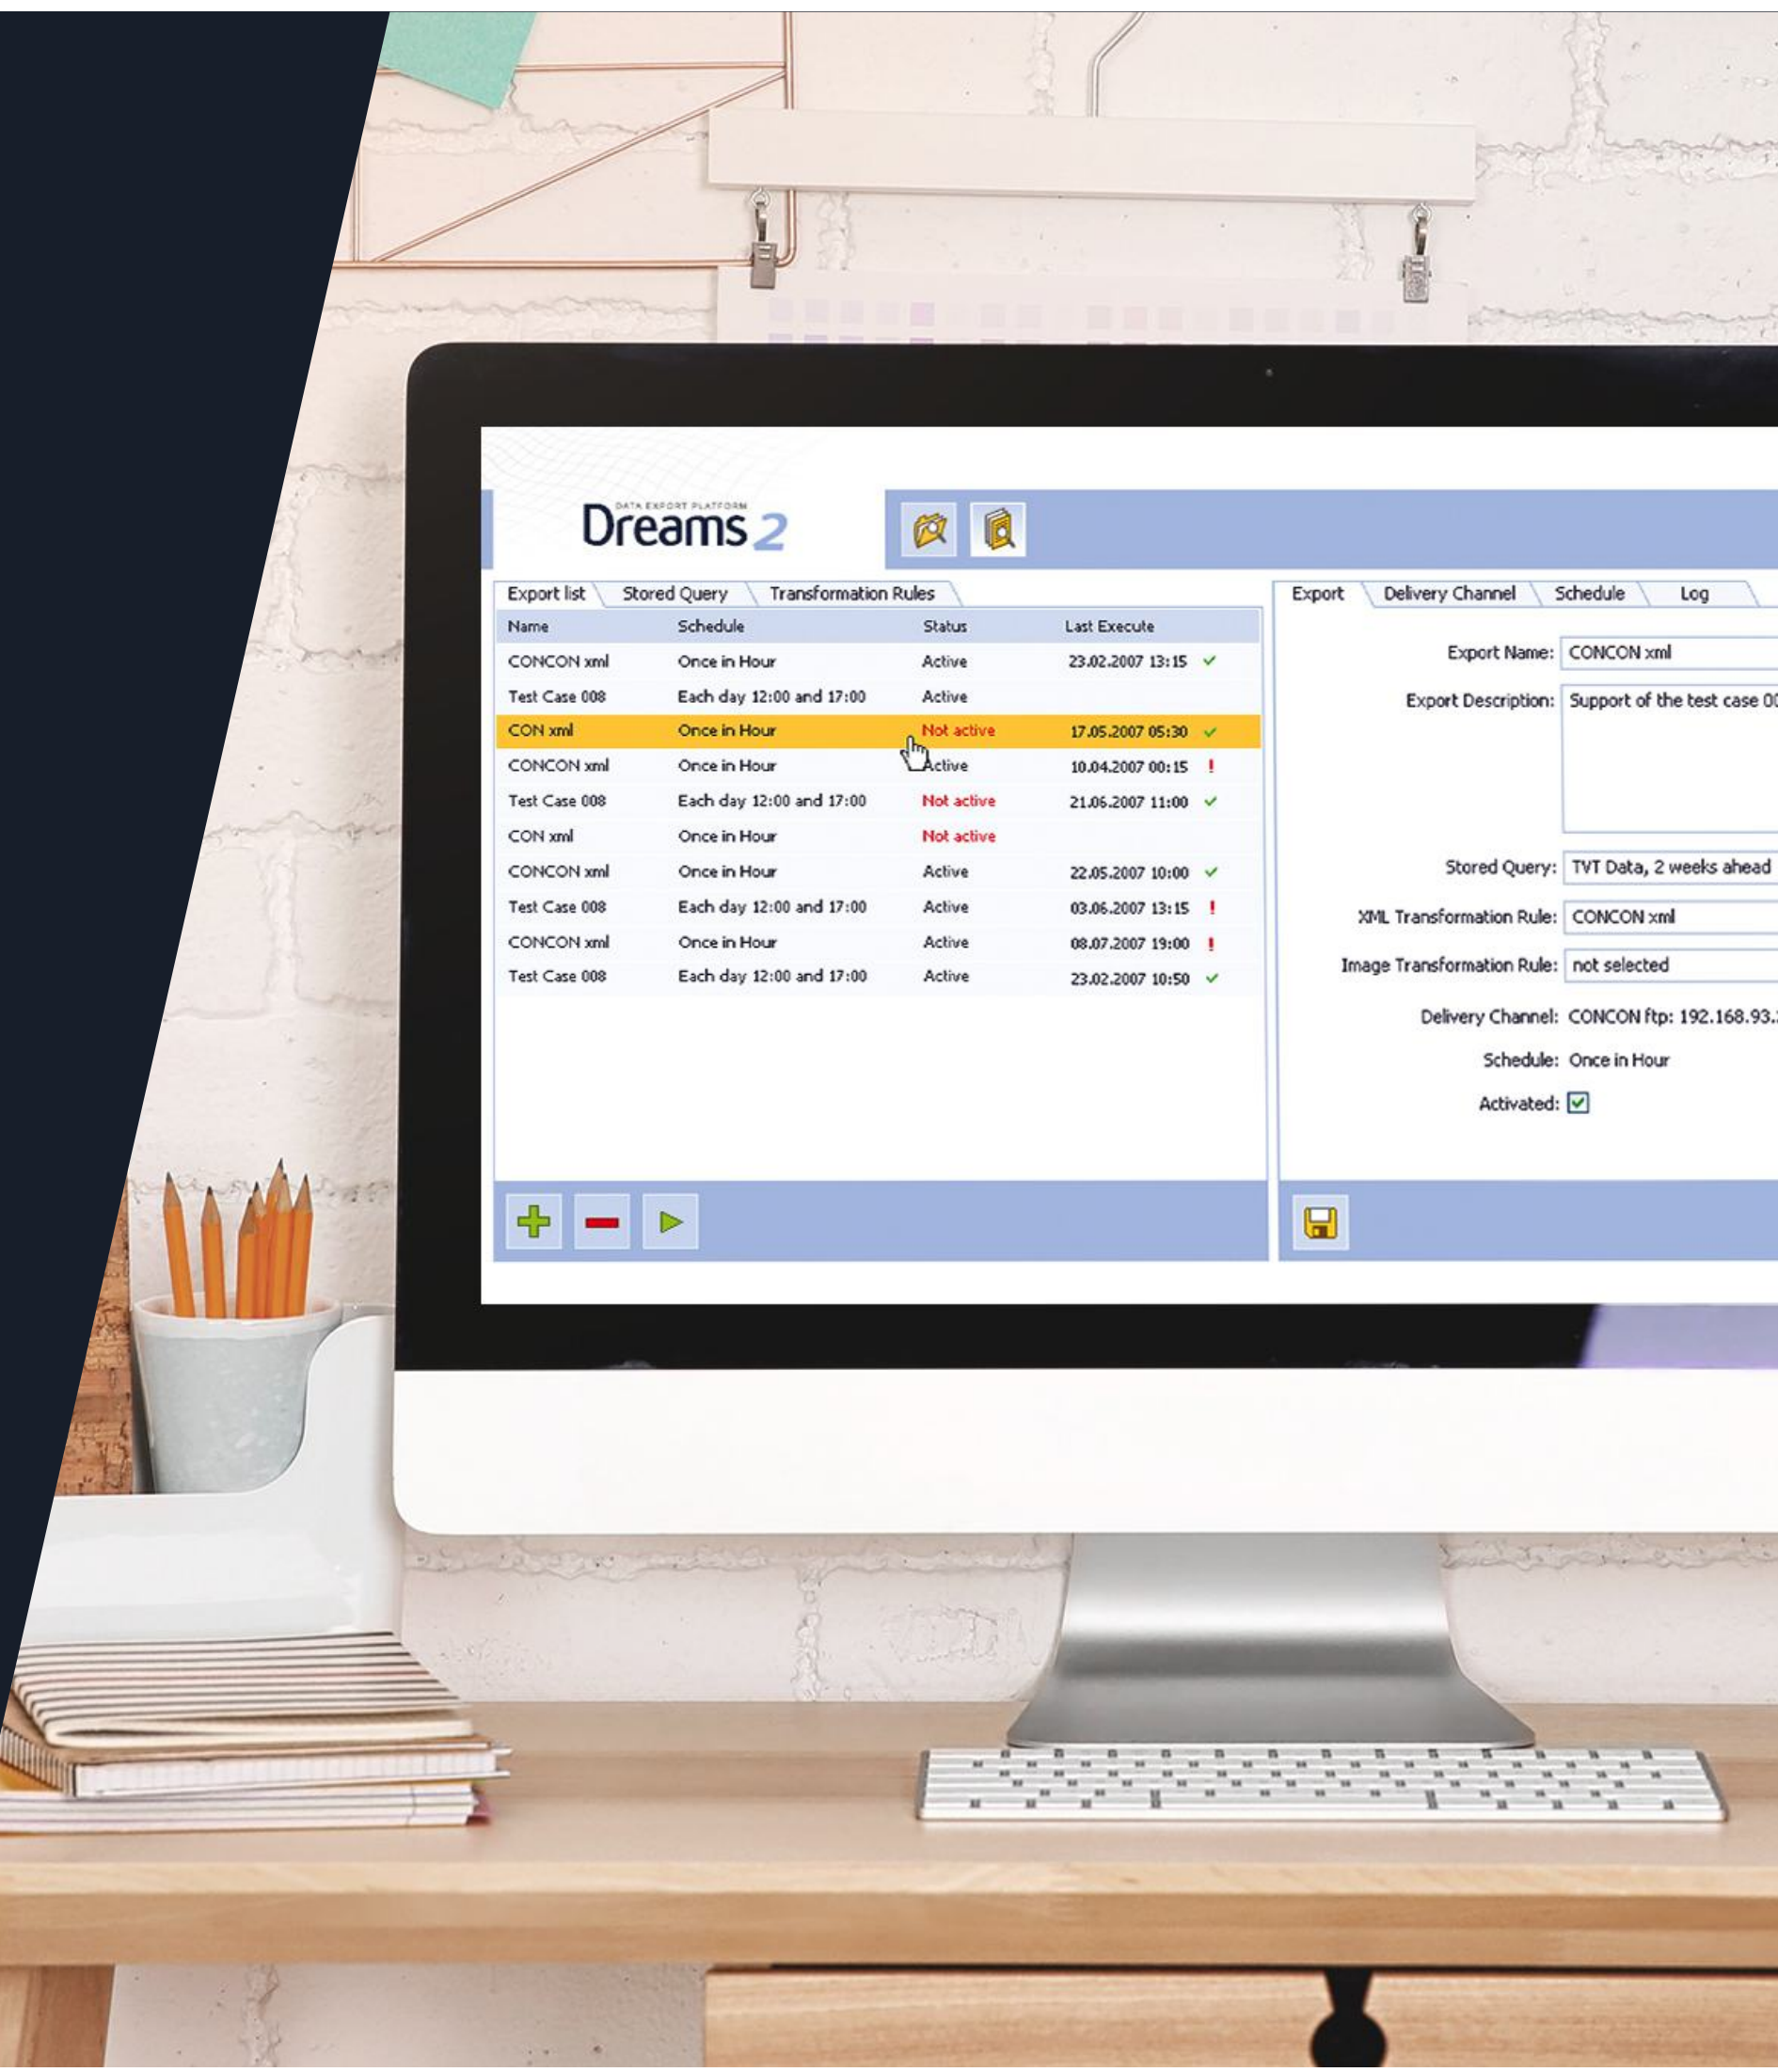 DATA EXPORT PLATFORM
Dreams 2
Export list Stored Query Transformation Rules
Name Schedule Status Last Execute
CONCON xml Once in Hour Active 23.02.2007 13:15
Test Case 008 Each day 12:00 and 17:00 Active
CON xml Once in Hour Not active 17.05.2007 05:30
CONCON xml Once in Hour Active 10.04.2007 00:15 !
Test Case 008 Each day 12:00 and 17:00 Not active 21.06.2007 11:00
CON xml Once in Hour Not active
CONCON xml Once in Hour Active 22.05.2007 10:00
Test Case 008 Each day 12:00 and 17:00 Active 03.06.2007 13:15 !
CONCON xml Once in Hour Active 08.07.2007 19:00 !
Test Case 008 Each day 12:00 and 17:00 Active 23.02.2007 10:50
Export Delivery Channel Schedule Log
Export Name: CONCON xml
Export Description: Support of the test case
Stored Query: TVT Data, 2 weeks ahead
XML Transformation Rule: CONCON xml
Image Transformation Rule: not selected
Delivery Channel: CONCON ftp: 192.168.93.
Schedule: Once in Hour
Activated: